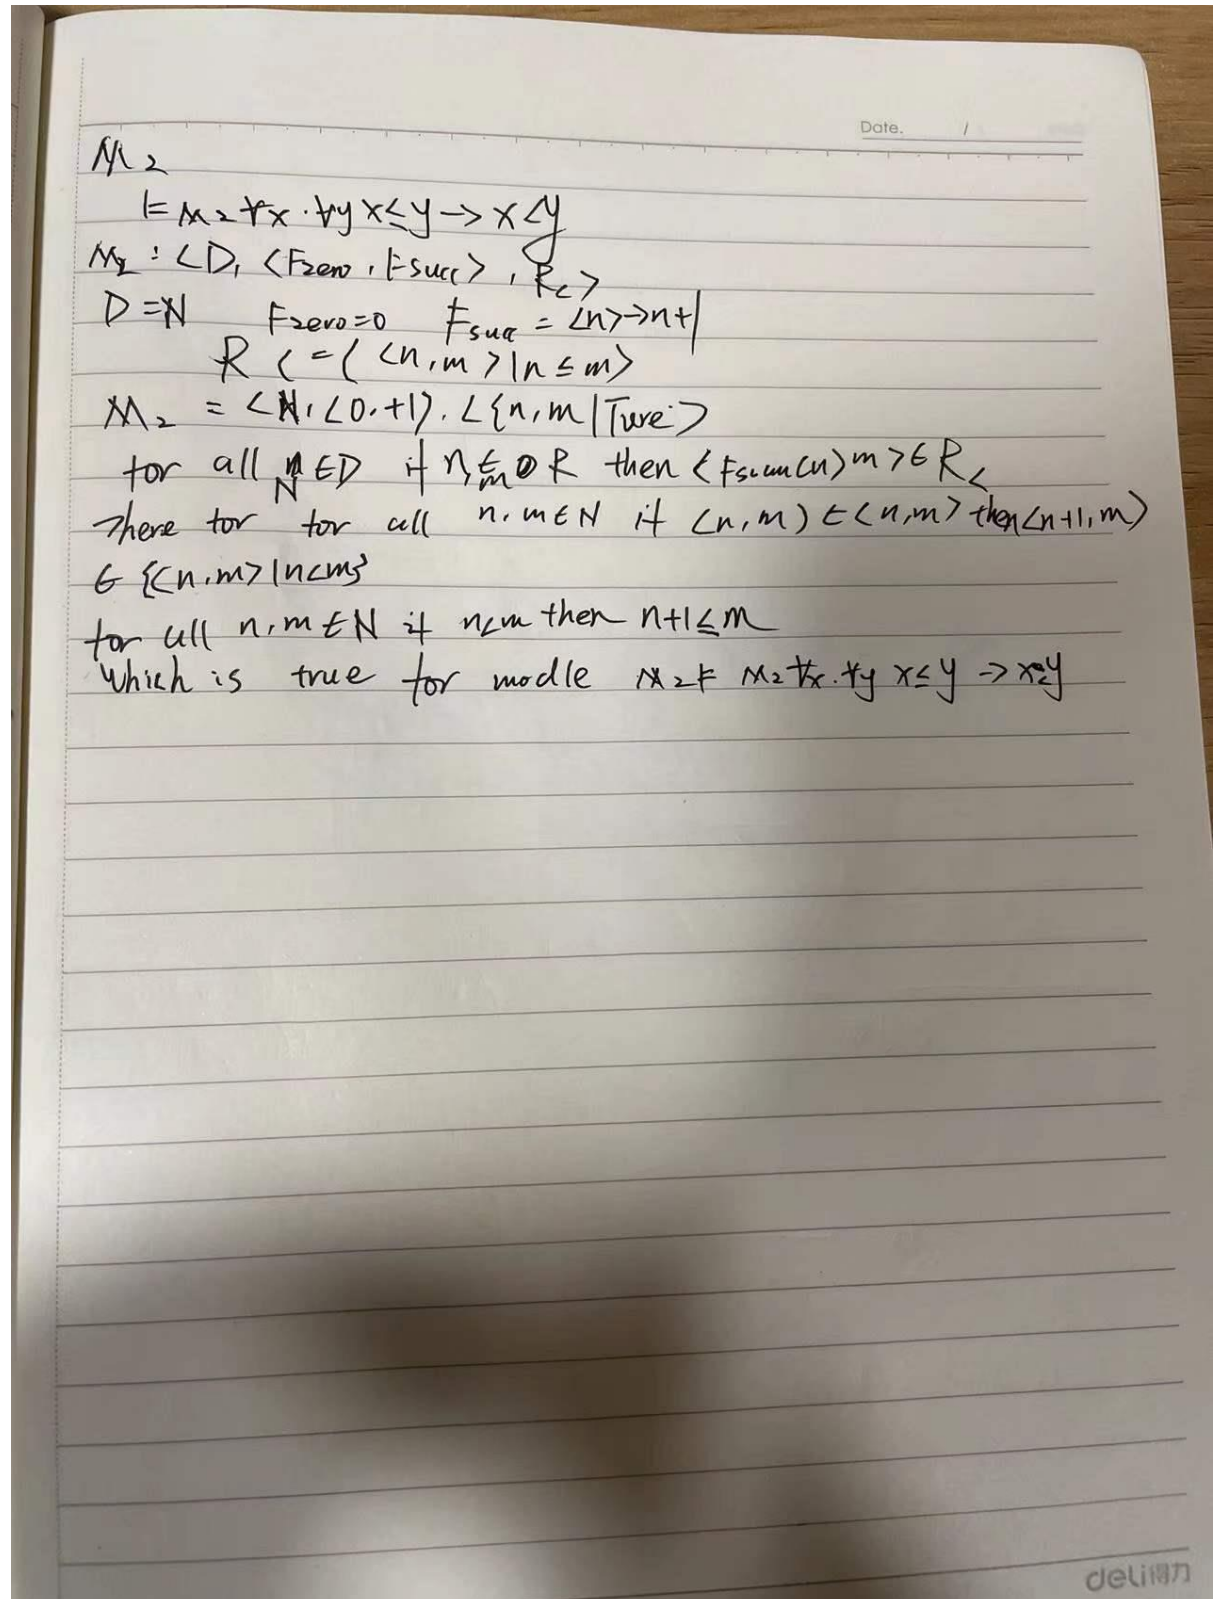 Date. /
M₂
⊨ M₂ ∀x.∀y x≤y → x<y
M₂ : <D, <Fzero, Fsucc>, R<>
D=N Fzero=0 Fsucc = <n>→n+1
R < = { <n,m>|n≤m>
M₂ = <N,<0,+1>, <{n,m|Ture>
for all ∈D if R then m>∈R<
There for for all n,m∈N if <n,m>∈<n,m> then<n+1,m>
∈ {<n,m>|n<m}
for all n,m∈N if n<m then n+1≤m
which is true for modle M₂⊨ M₂ ∀x.∀y x≤y →
deli得力